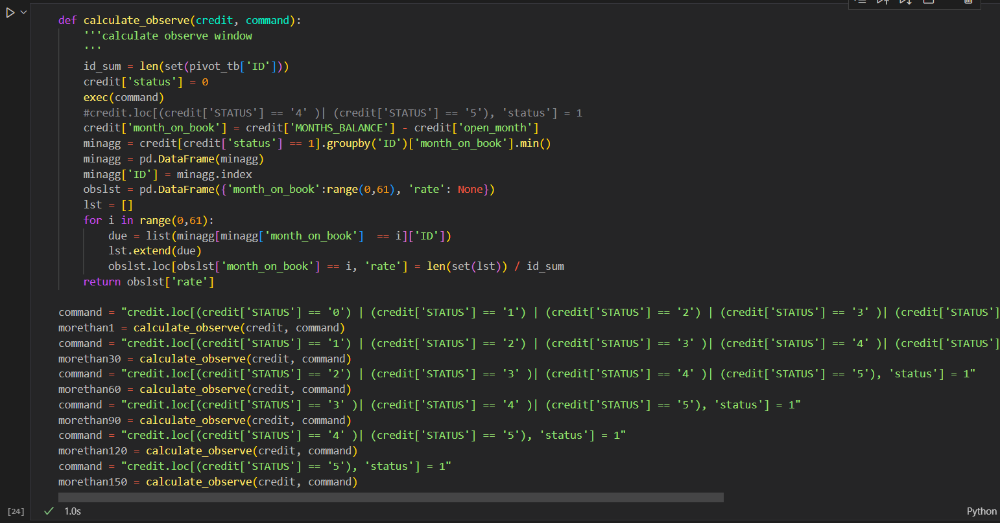 def calculate_observe(credit, command):
    '''calculate observe window
    '''
    id_sum = len(set(pivot_tb['ID']))
    credit['status'] = 0
    exec(command)
    #credit.loc[(credit['STATUS'] == '4' )| (credit['STATUS'] == '5'), 'status'] = 1
    credit['month_on_book'] = credit['MONTHS_BALANCE'] - credit['open_month']
    minagg = credit[credit['status'] == 1].groupby('ID')['month_on_book'].min()
    minagg = pd.DataFrame(minagg)
    minagg['ID'] = minagg.index
    obslst = pd.DataFrame({'month_on_book':range(0,61), 'rate': None})
    lst = []
    for i in range(0,61):
        due = list(minagg[minagg['month_on_book']  == i]['ID'])
        lst.extend(due)
        obslst.loc[obslst['month_on_book'] == i, 'rate'] = len(set(lst)) / id_sum
    return obslst['rate']

command = "credit.loc[(credit['STATUS'] == '0') | (credit['STATUS'] == '1') | (credit['STATUS'] == '2') | (credit['STATUS'] == '3' )| (credit['STATUS']
morethan1 = calculate_observe(credit, command)
command = "credit.loc[(credit['STATUS'] == '1') | (credit['STATUS'] == '2') | (credit['STATUS'] == '3' )| (credit['STATUS'] == '4' )| (credit['STATUS']
morethan30 = calculate_observe(credit, command)
command = "credit.loc[(credit['STATUS'] == '2') | (credit['STATUS'] == '3' )| (credit['STATUS'] == '4' )| (credit['STATUS'] == '5'), 'status'] = 1"
morethan60 = calculate_observe(credit, command)
command = "credit.loc[(credit['STATUS'] == '3' )| (credit['STATUS'] == '4' )| (credit['STATUS'] == '5'), 'status'] = 1"
morethan90 = calculate_observe(credit, command)
command = "credit.loc[(credit['STATUS'] == '4' )| (credit['STATUS'] == '5'), 'status'] = 1"
morethan120 = calculate_observe(credit, command)
command = "credit.loc[(credit['STATUS'] == '5'), 'status'] = 1"
morethan150 = calculate_observe(credit, command)
[24] 1.0s Python